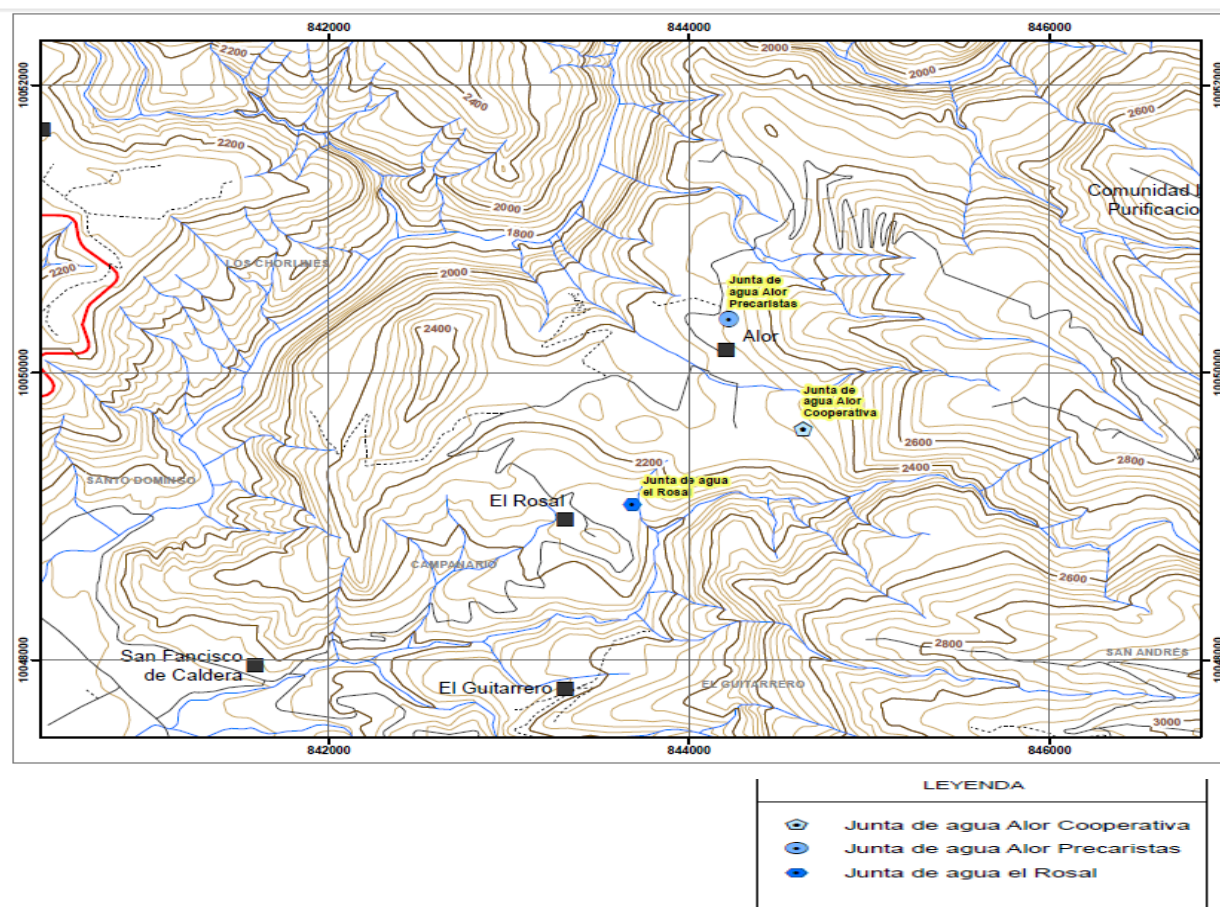 842000
844000
846000
2200
2000
2000
10052000
10052000
2400
2600
2200
Comunidad
Purificacio
2000
1800
LOS CHORLINES
2200
2000
Junta de
agua Alor
Precaristas
2400
Alor
10050000
10050000
Junta de
agua Alor
Cooperativa
2600
2200
2800
2400
SANTO DOMINGO
Junta de agua
el Rosal
El Rosal
CAMPANARIO
2600
2800
SAN ANDRÉS
San Fancisco
de Caldera
10048000
10048000
El Guitarrero
EL GUITARRERO
3000
842000
844000
846000
LEYENDA
Junta de agua Alor Cooperativa
Junta de agua Alor Precaristas
Junta de agua el Rosal